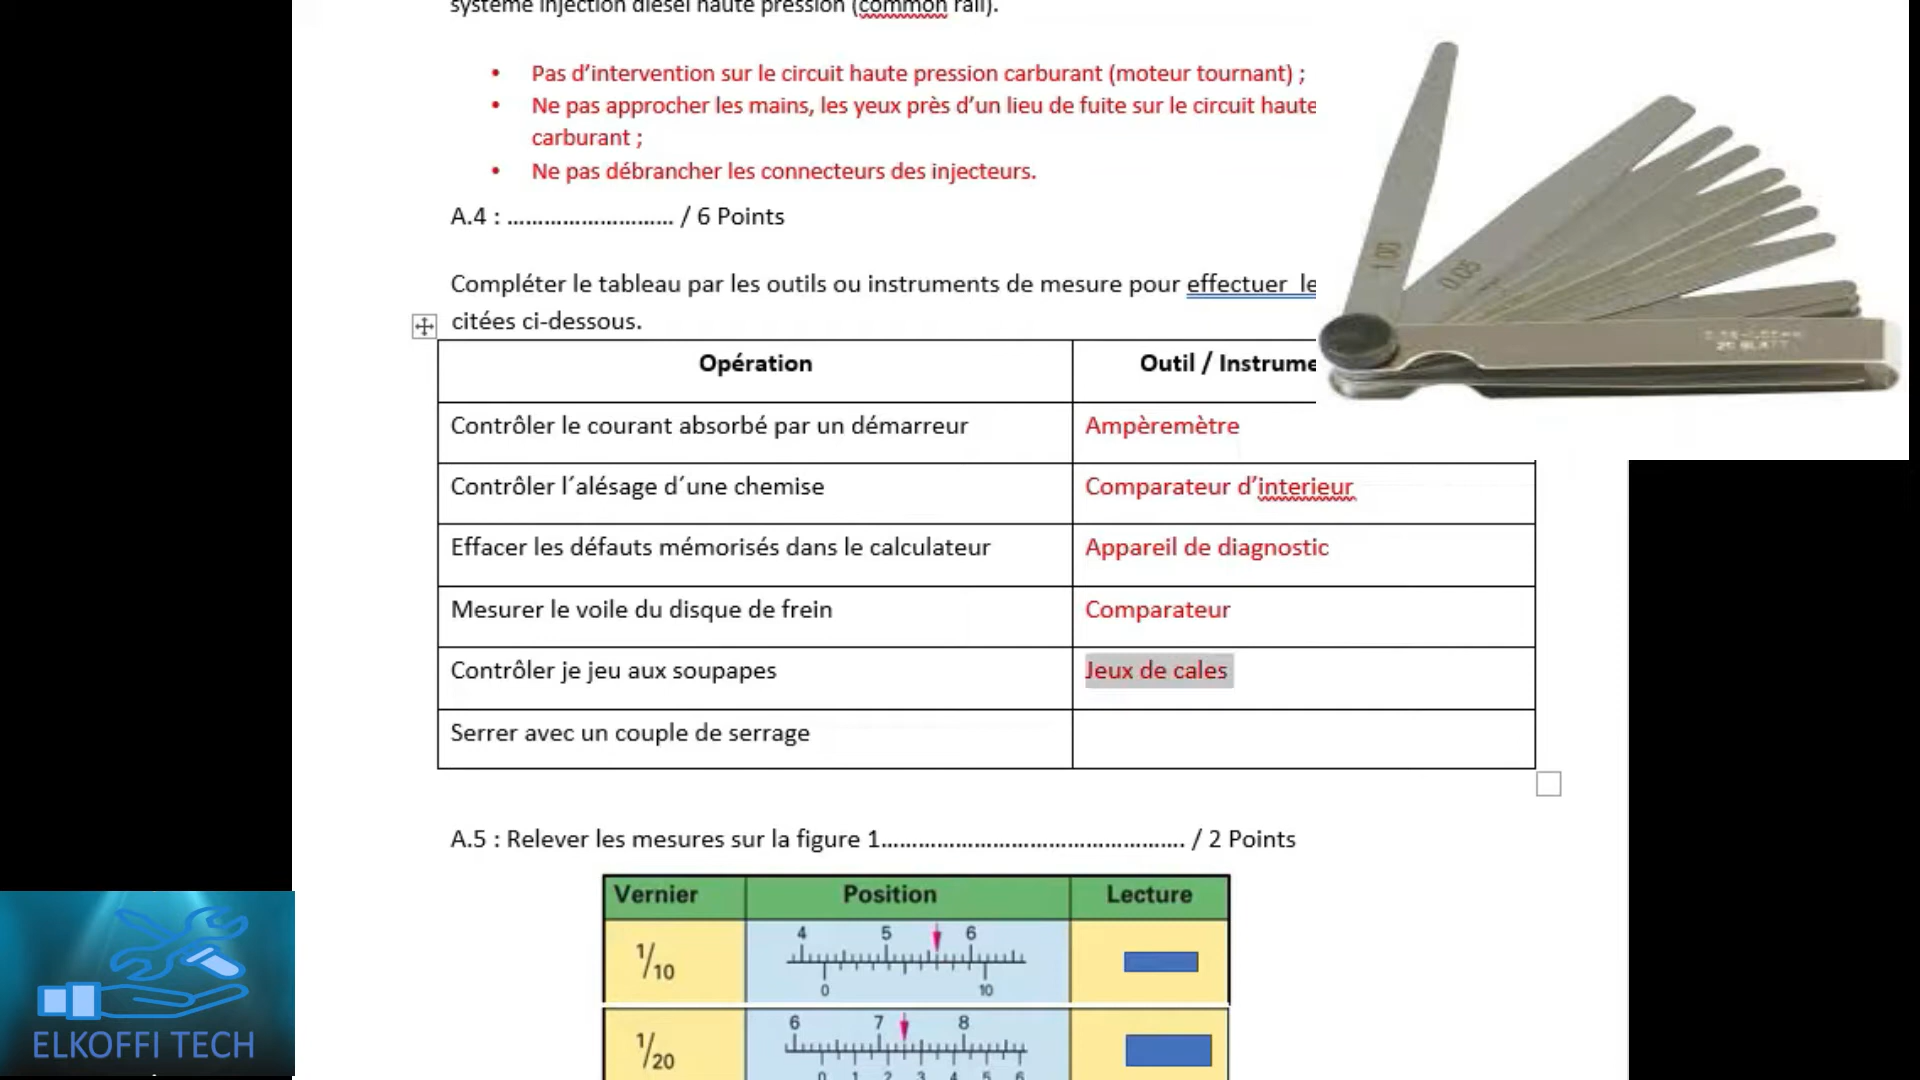 système injection diesel haute pression (common rail).
• Pas d’intervention sur le circuit haute pression carburant (moteur tournant) ;
• Ne pas approcher les mains, les yeux près d’un lieu de fuite sur le circuit haute
carburant ;
• Ne pas débrancher les connecteurs des injecteurs.
A.4 : ……………………… / 6 Points
Compléter le tableau par les outils ou instruments de mesure pour effectuer le
citées ci-dessous.
Opération Outil / Instrume
Contrôler le courant absorbé par un démarreur Ampèremètre
Contrôler l´alésage d´une chemise Comparateur d’interieur
Effacer les défauts mémorisés dans le calculateur Appareil de diagnostic
Mesurer le voile du disque de frein Comparateur
Contrôler je jeu aux soupapes Jeux de cales
Serrer avec un couple de serrage
A.5 : Relever les mesures sur la figure 1…………………………………………. / 2 Points
Vernier Position Lecture
4 5 6
1/10
0 10
6 7 8
1/20
0 1 2 3 4 5 6
1.00
0.05
ELKOFFI TECH